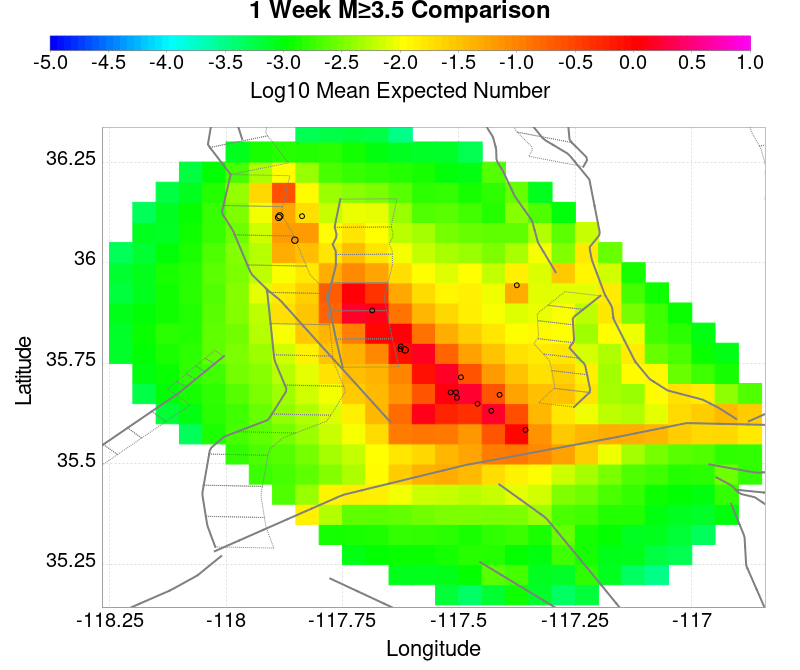 1 Week M≥3.5 Comparison
-5.0 -4.5 -4.0 -3.5 -3.0 -2.5 -2.0 -1.5 -1.0 -0.5 0.0 0.5 1.0
Log10 Mean Expected Number
36.25
36
35.75
35.5
35.25
Latitude
-118.25 -118 -117.75 -117.5 -117.25 -117
Longitude